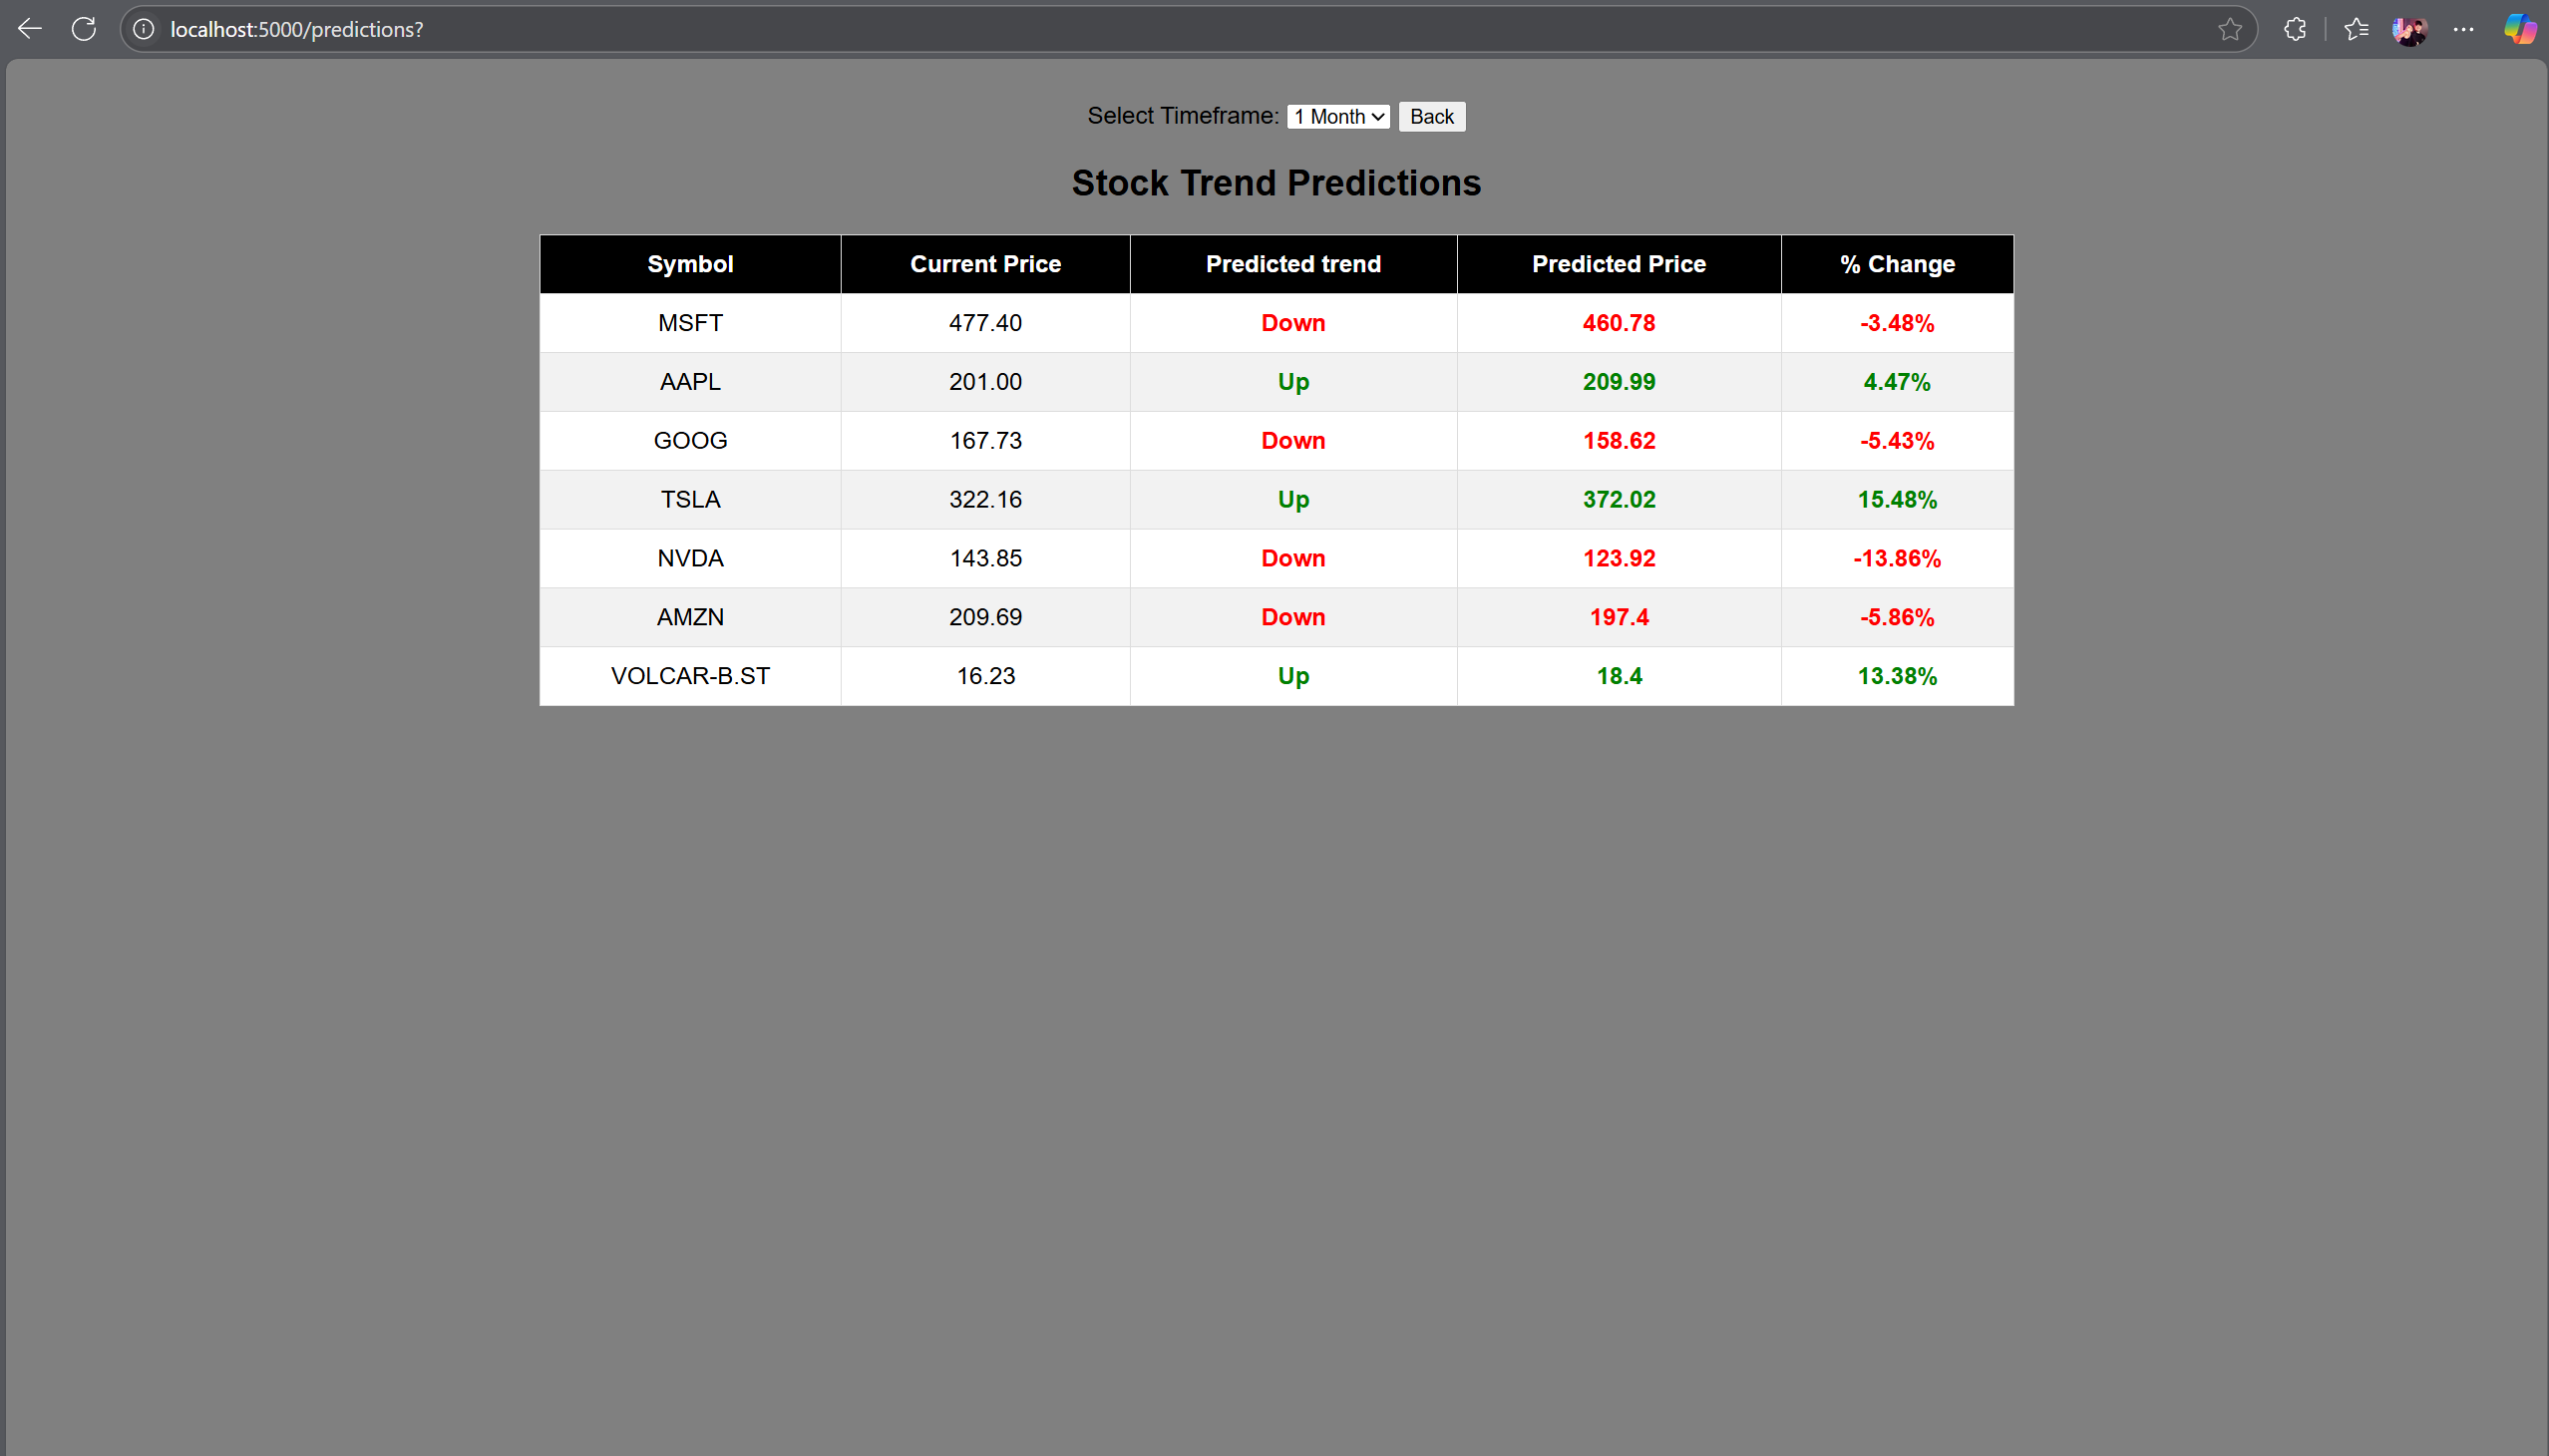 localhost:5000/predictions?
Select Timeframe: 1 Month Back
Stock Trend Predictions
Symbol Current Price Predicted trend Predicted Price % Change
MSFT 477.40 Down 460.78 -3.48%
AAPL 201.00 Up 209.99 4.47%
GOOG 167.73 Down 158.62 -5.43%
TSLA 322.16 Up 372.02 15.48%
NVDA 143.85 Down 123.92 -13.86%
AMZN 209.69 Down 197.4 -5.86%
VOLCAR-B.ST 16.23 Up 18.4 13.38%